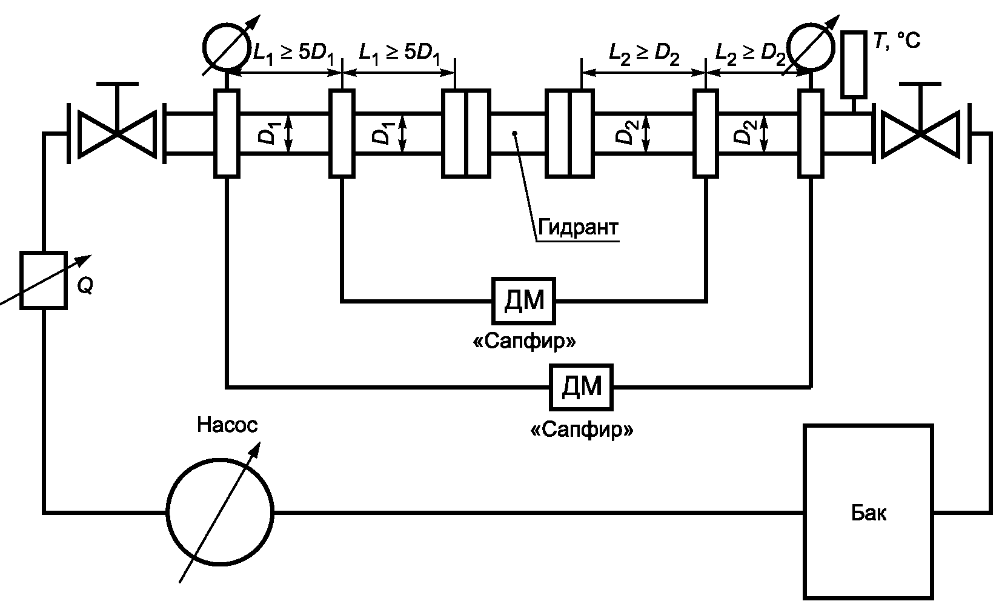 L1 ≥ 5D1
L1 ≥ 5D1
L2 ≥ D2
L2 ≥ D2
T, °C
D1
D1
D2
D2
Гидрант
Q
ДМ
«Сапфир»
ДМ
«Сапфир»
Насос
Бак